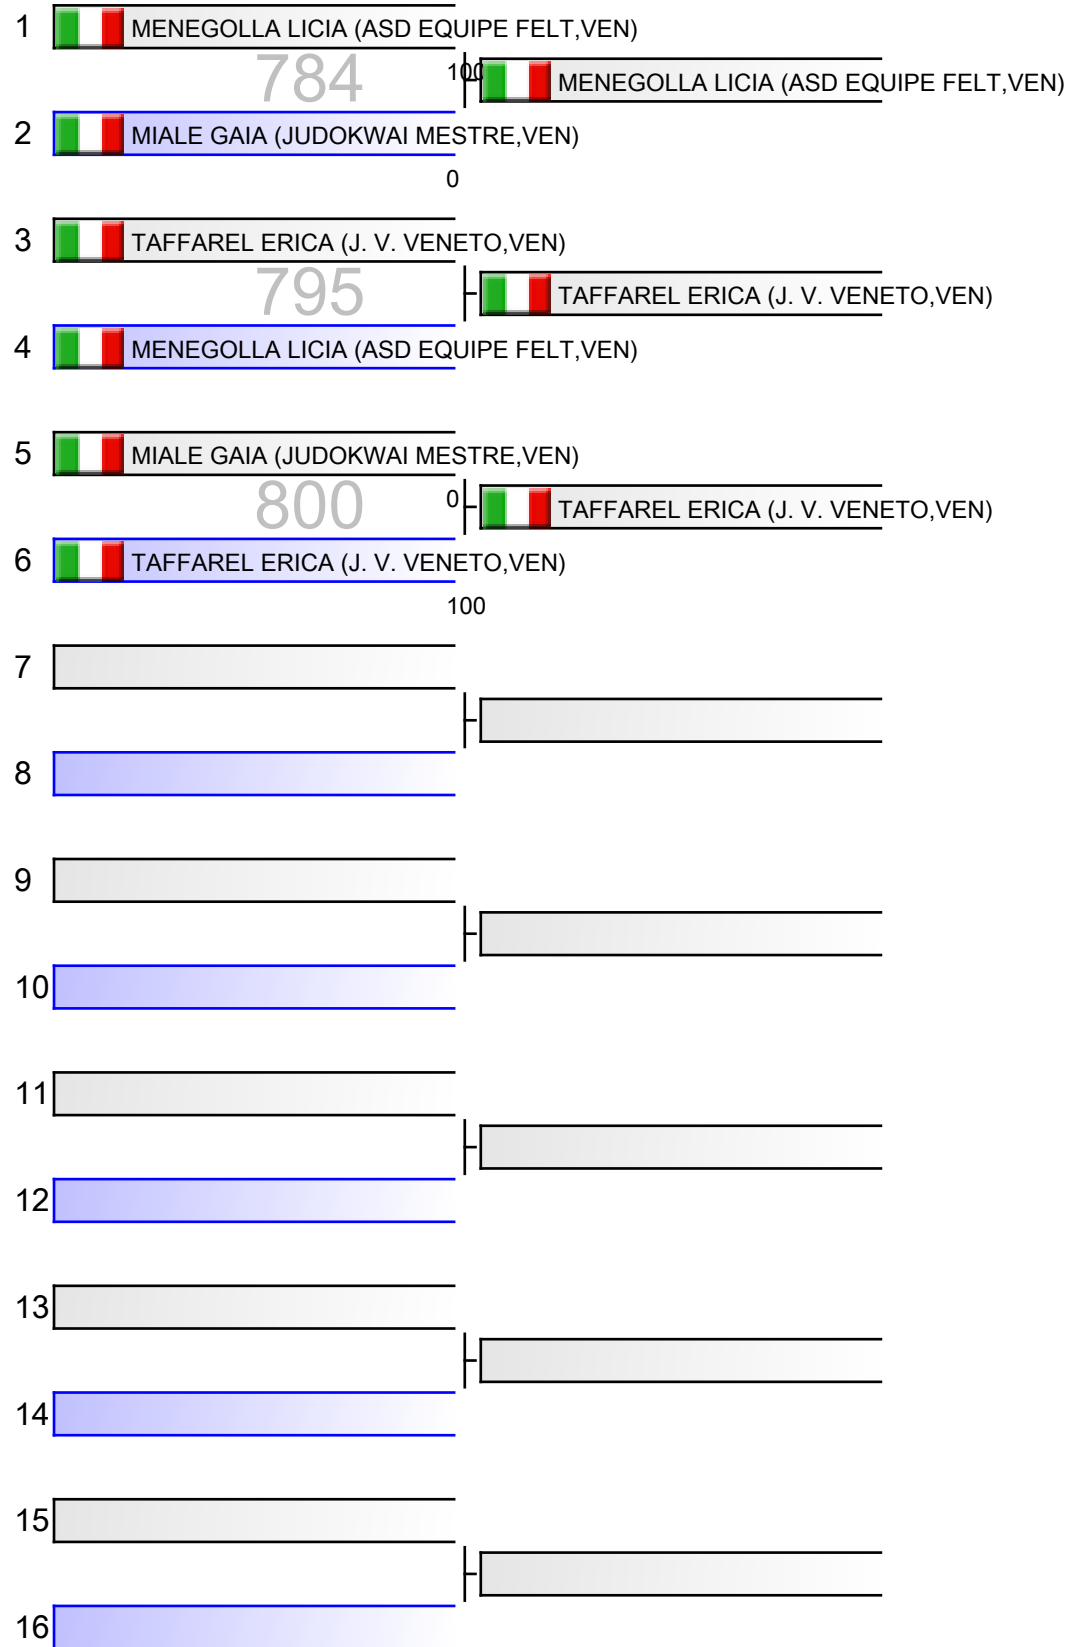 1 MENEGOLLA LICIA (ASD EQUIPE FELT,VEN)
784 100 MENEGOLLA LICIA (ASD EQUIPE FELT,VEN)
2 MIALE GAIA (JUDOKWAI MESTRE,VEN)
0
3 TAFFAREL ERICA (J. V. VENETO,VEN)
795 TAFFAREL ERICA (J. V. VENETO,VEN)
4 MENEGOLLA LICIA (ASD EQUIPE FELT,VEN)
5 MIALE GAIA (JUDOKWAI MESTRE,VEN)
800 0 TAFFAREL ERICA (J. V. VENETO,VEN)
6 TAFFAREL ERICA (J. V. VENETO,VEN)
100
7
8
9
10
11
12
13
14
15
16